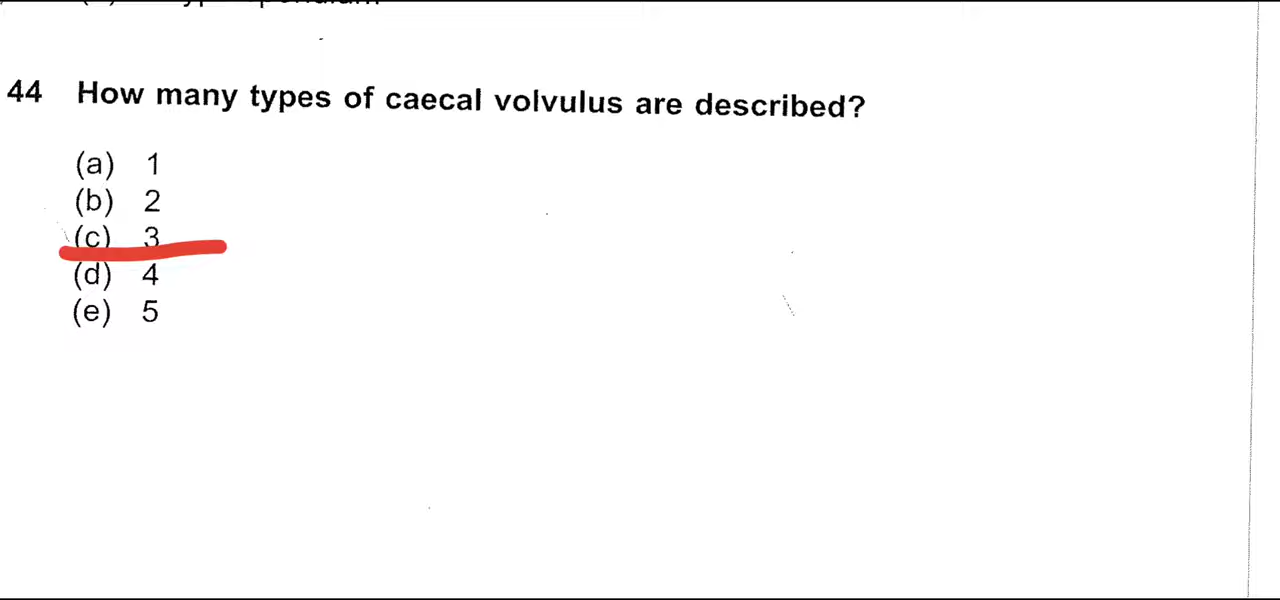 44 How many types of caecal volvulus are described?
(a) 1
(b) 2
(c) 3
(d) 4
(e) 5